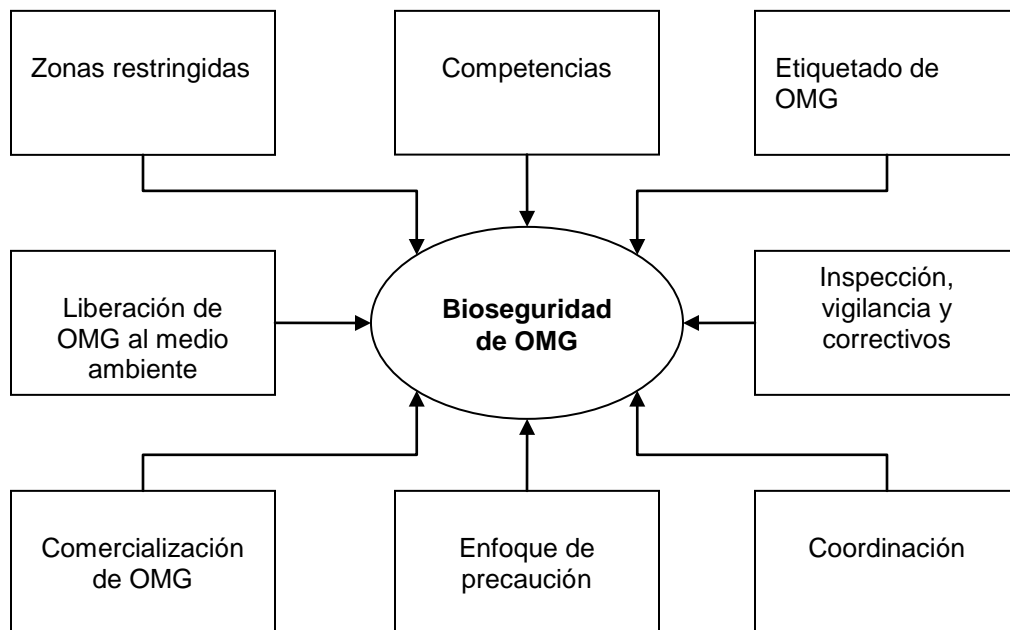 Zonas restringidas
Competencias
Etiquetado de
OMG
Liberación de
OMG al medio
ambiente
Bioseguridad
de OMG
Inspección,
vigilancia y
correctivos
Comercialización
de OMG
Enfoque de
precaución
Coordinación